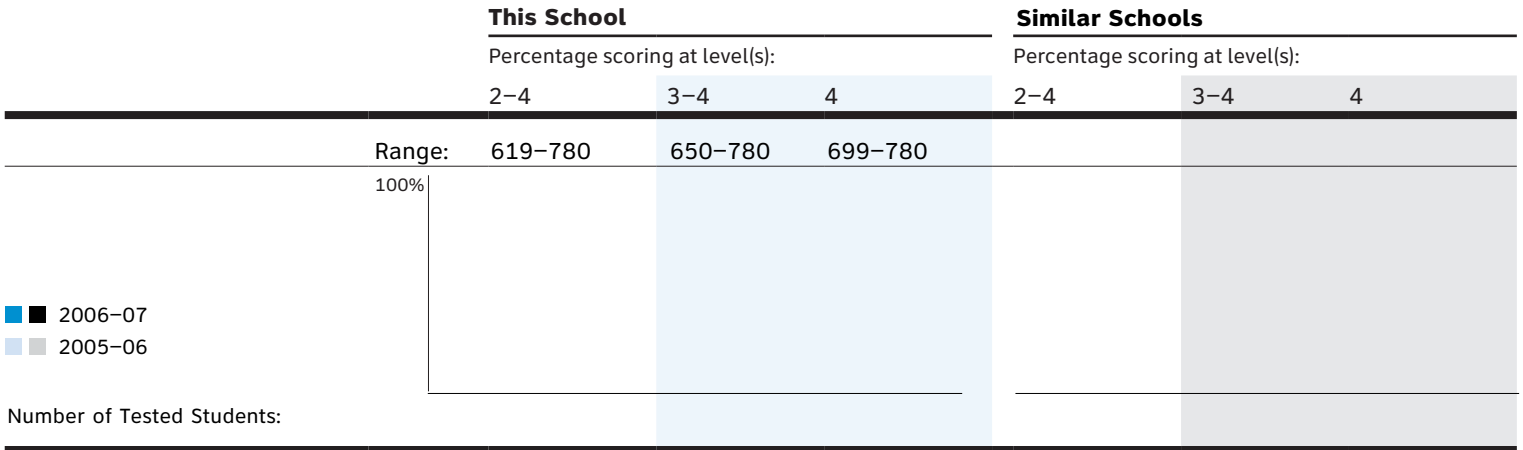 This School Similar Schools
Percentage scoring at level(s): Percentage scoring at level(s):
2–4 3–4 4 2–4 3–4 4
Range: 619–780 650–780 699–780
100%
2006–07
2005–06
Number of Tested Students: